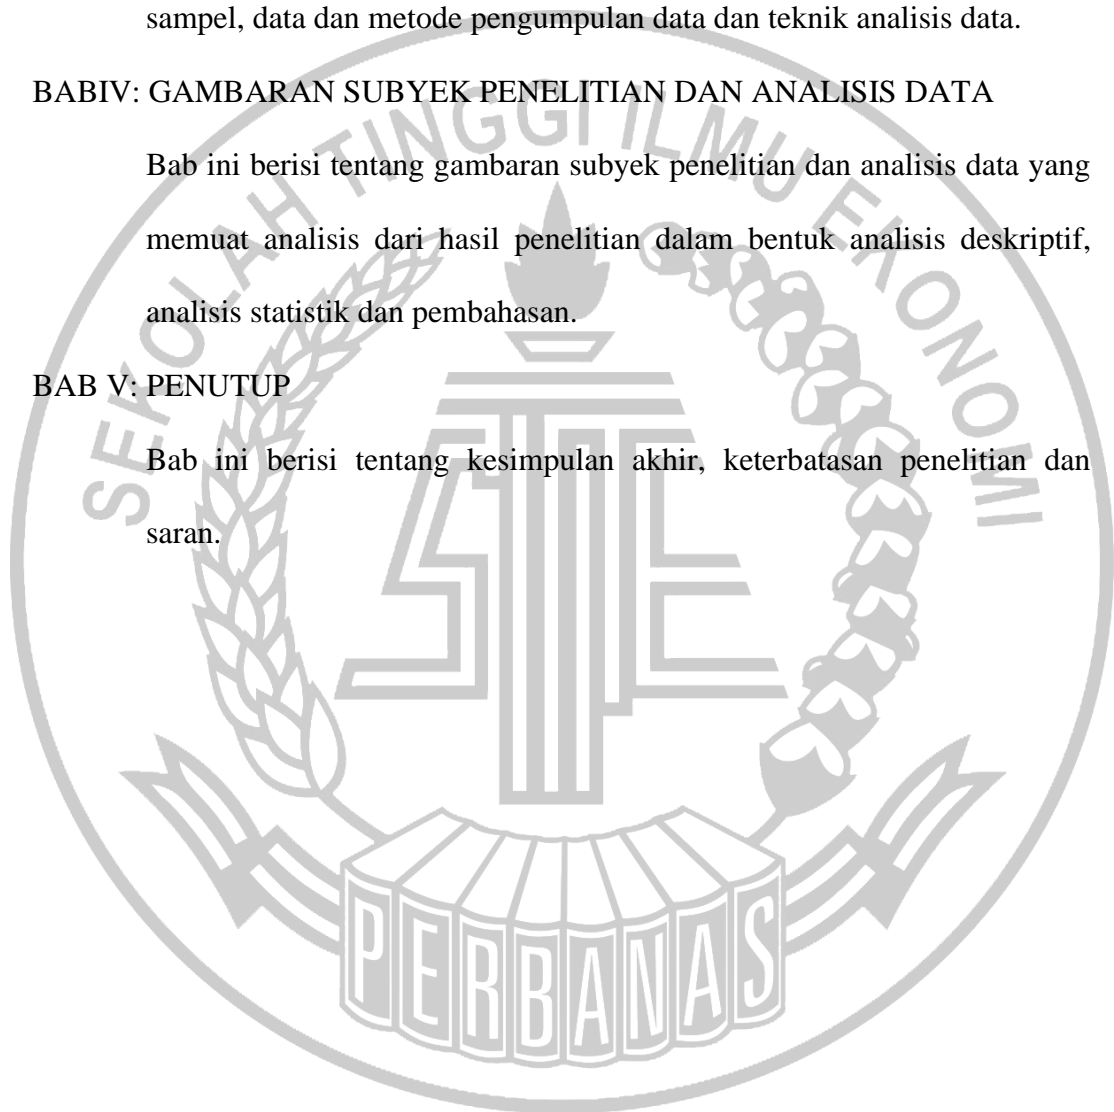 sampel, data dan metode pengumpulan data dan teknik analisis data.
BABIV: GAMBARAN SUBYEK PENELITIAN DAN ANALISIS DATA
Bab ini berisi tentang gambaran subyek penelitian dan analisis data yang
memuat analisis dari hasil penelitian dalam bentuk analisis deskriptif,
analisis statistik dan pembahasan.
BAB V: PENUTUP
Bab ini berisi tentang kesimpulan akhir, keterbatasan penelitian dan
saran.
SEKOLAH TINGGI ILMU EKONOMI
STIE
PERBANAS